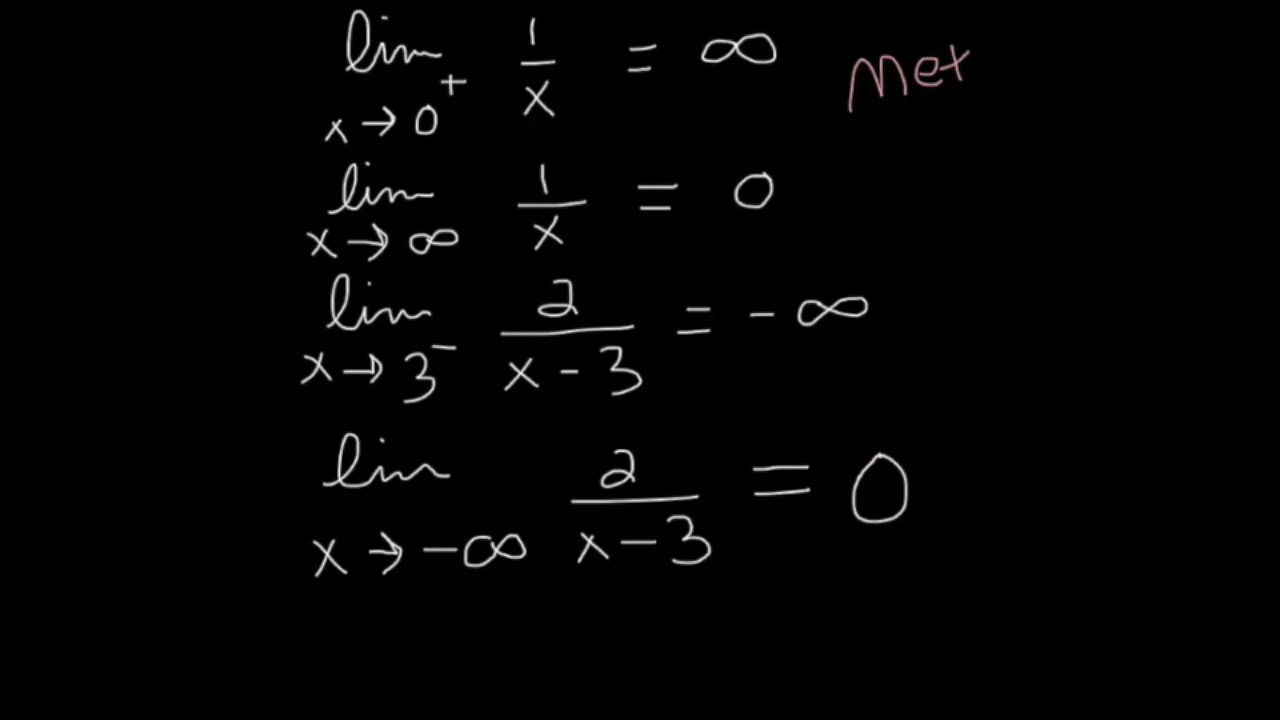 lim x→0⁺ 1/x = ∞ Met
lim x→∞ 1/x = 0
lim x→3⁻ 2/(x-3) = -∞
lim x→-∞ 2/(x-3) = 0